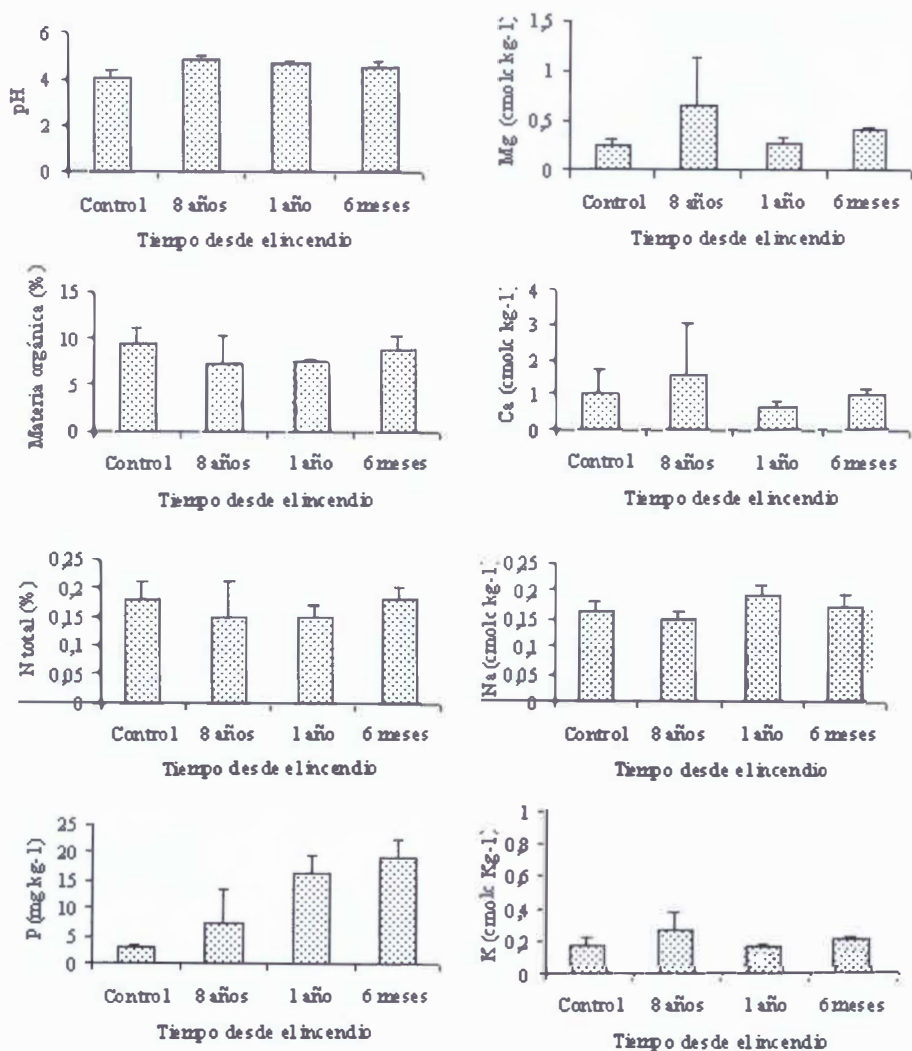 pH
6
4
2
0
Control 8 años 1 año 6 meses
Tiempo desde el incendio
Mg (cmolc kg-1)
1,5
1
0,5
0
Control 8 años 1 año 6 meses
Tiempo desde el incendio
Materia orgánica (%)
15
10
5
0
Control 8 años 1 año 6 meses
Tiempo desde el incendio
Ca (cmolc kg-1)
4
3
2
1
0
Control 8 años 1 año 6 meses
Tiempo desde el incendio
N total (%)
0,25
0,2
0,15
0,1
0,05
0
Control 8 años 1 año 6 meses
Tiempo desde el incendio
Na (cmolc kg-1)
0,25
0,2
0,15
0,1
0,05
0
Control 8 años 1 año 6 meses
Tiempo desde el incendio
P (mg kg-1)
25
20
15
10
5
0
Control 8 años 1 año 6 meses
Tiempo desde el incendio
K (cmolc Kg-1)
1
0,8
0,6
0,4
0,2
0
Control 8 años 1 año 6 meses
Tiempo desde el incendio